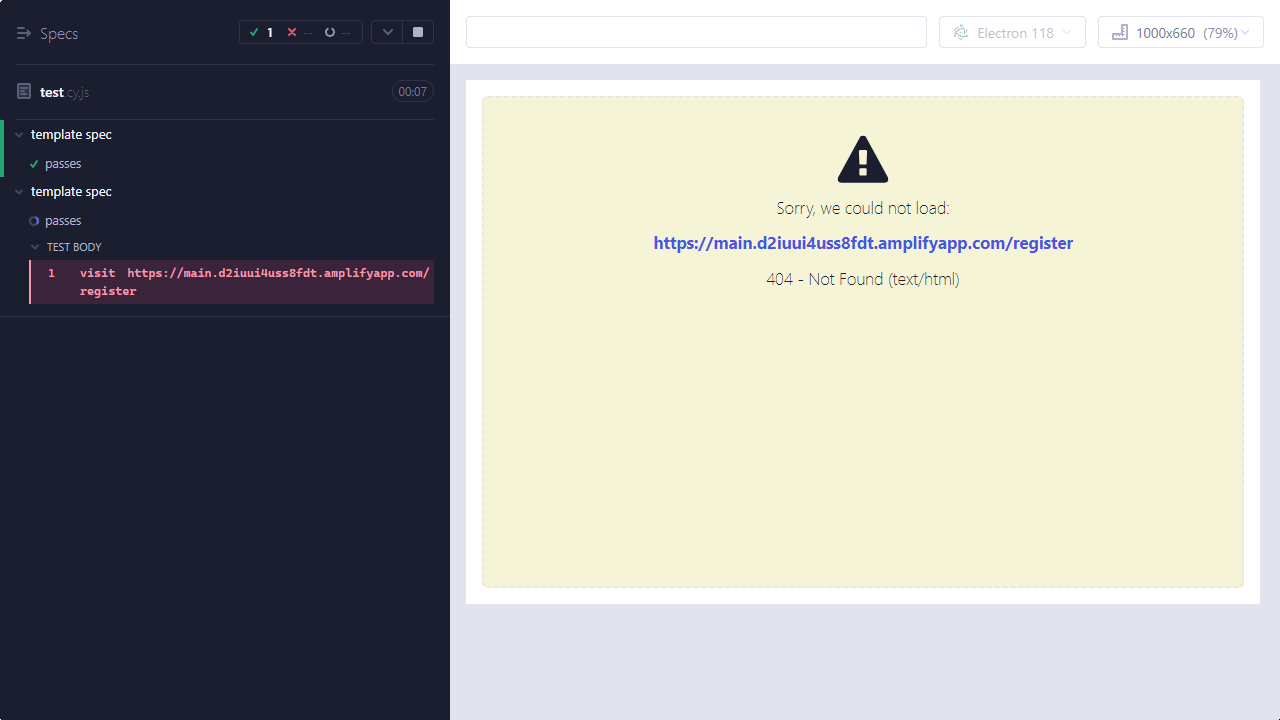 Specs
1 -- --
test.cy.js
00:07
template spec
passes
template spec
passes
TEST BODY
1 visit https://main.d2iuui4uss8fdt.amplifyapp.com/
register
Electron 118
1000x660 (79%)
Sorry, we could not load:
https://main.d2iuui4uss8fdt.amplifyapp.com/register
404 - Not Found (text/html)